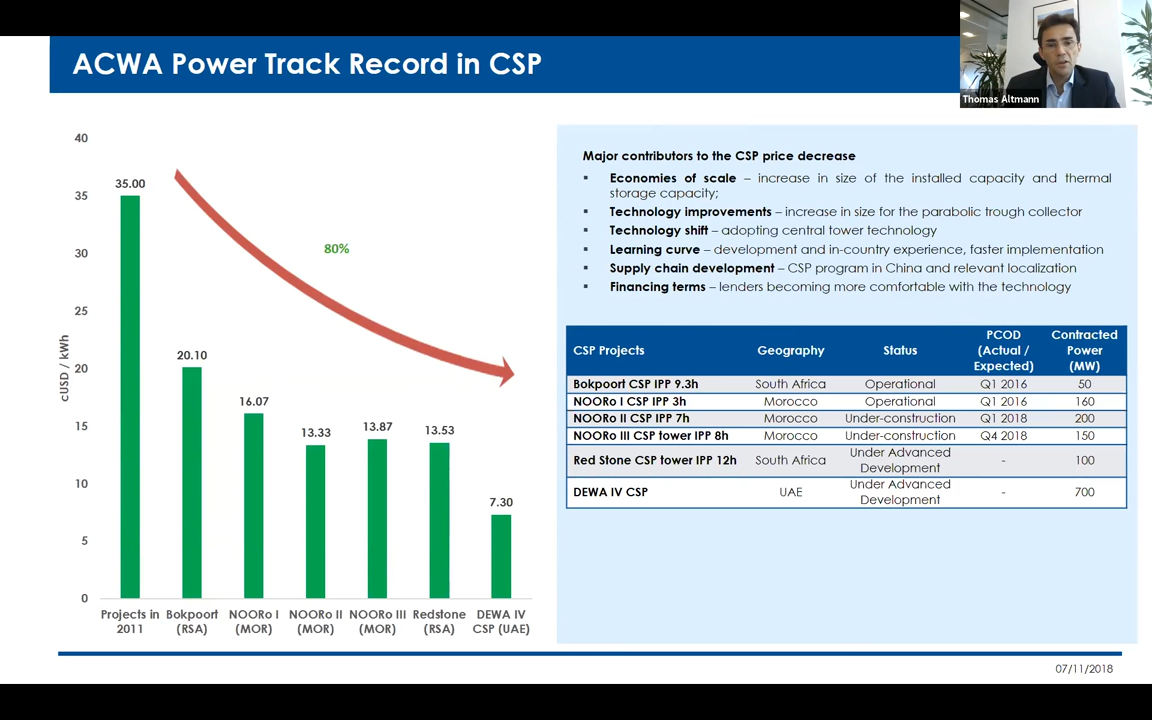 ACWA Power Track Record in CSP
Thomas Altmann
40
35
30
25
20
15
10
5
0
cUSD / kWh
35.00
20.10
16.07
13.33
13.87
13.53
7.30
80%
Projects in 2011
Bokpoort (RSA)
NOORo I (MOR)
NOORo II (MOR)
NOORo III (MOR)
Redstone (RSA)
DEWA IV CSP (UAE)
Major contributors to the CSP price decrease
▪ Economies of scale – increase in size of the installed capacity and thermal
storage capacity;
▪ Technology improvements – increase in size for the parabolic trough collector
▪ Technology shift – adopting central tower technology
▪ Learning curve – development and in-country experience, faster implementation
▪ Supply chain development – CSP program in China and relevant localization
▪ Financing terms – lenders becoming more comfortable with the technology
CSP Projects Geography Status PCOD (Actual / Expected) Contracted Power (MW)
Bokpoort CSP IPP 9.3h South Africa Operational Q1 2016 50
NOORo I CSP IPP 3h Morocco Operational Q1 2016 160
NOORo II CSP IPP 7h Morocco Under-construction Q1 2018 200
NOORo III CSP tower IPP 8h Morocco Under-construction Q4 2018 150
Red Stone CSP tower IPP 12h South Africa Under Advanced Development - 100
DEWA IV CSP UAE Under Advanced Development - 700
07/11/2018